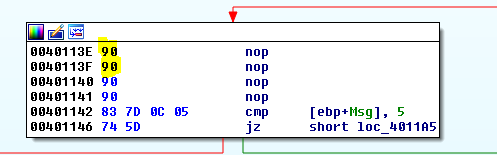 0040113E 90 nop
0040113F 90 nop
00401140 90 nop
00401141 90 nop
00401142 83 7D 0C 05 cmp [ebp+Msg], 5
00401146 74 5D jz short loc_4011A5